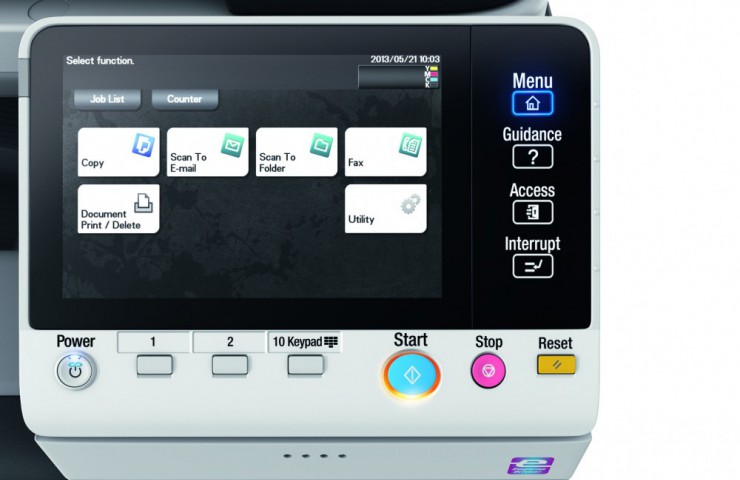 Select function.
2013/05/21 10:03
Y
M
C
K
Job List
Counter
Copy
Scan To
E-mail
Scan To
Folder
Fax
Document
Print / Delete
Utility
Menu
Guidance
?
Access
Interrupt
Power
1
2
10 Keypad
Start
Stop
Reset